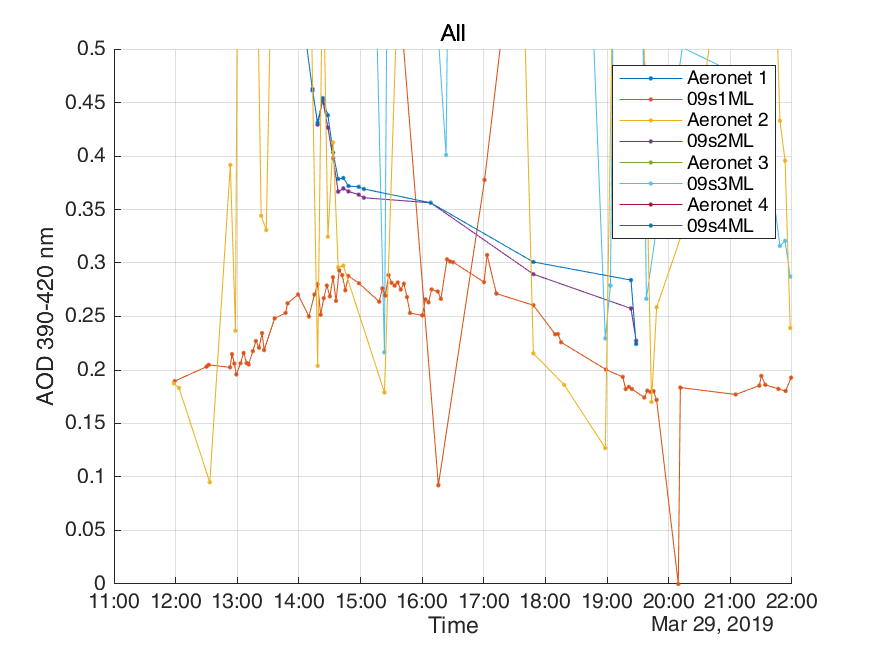 All
0.5
0.45
0.4
0.35
0.3
0.25
0.2
0.15
0.1
0.05
0
AOD 390-420 nm
Aeronet 1
09s1ML
Aeronet 2
09s2ML
Aeronet 3
09s3ML
Aeronet 4
09s4ML
11:00 12:00 13:00 14:00 15:00 16:00 17:00 18:00 19:00 20:00 21:00 22:00
Time
Mar 29, 2019